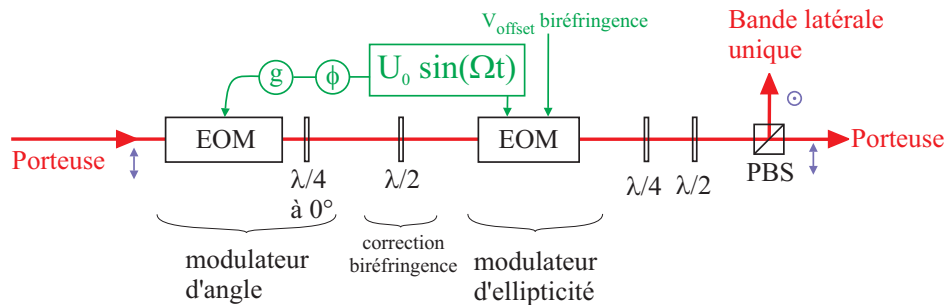 V offset biréfringence
Bande latérale
unique
g
ϕ
U₀ sin(Ωt)
Porteuse
EOM
EOM
Porteuse
PBS
λ/4
à 0°
λ/2
λ/4
λ/2
modulateur
d'angle
correction
biréfringence
modulateur
d'ellipticité